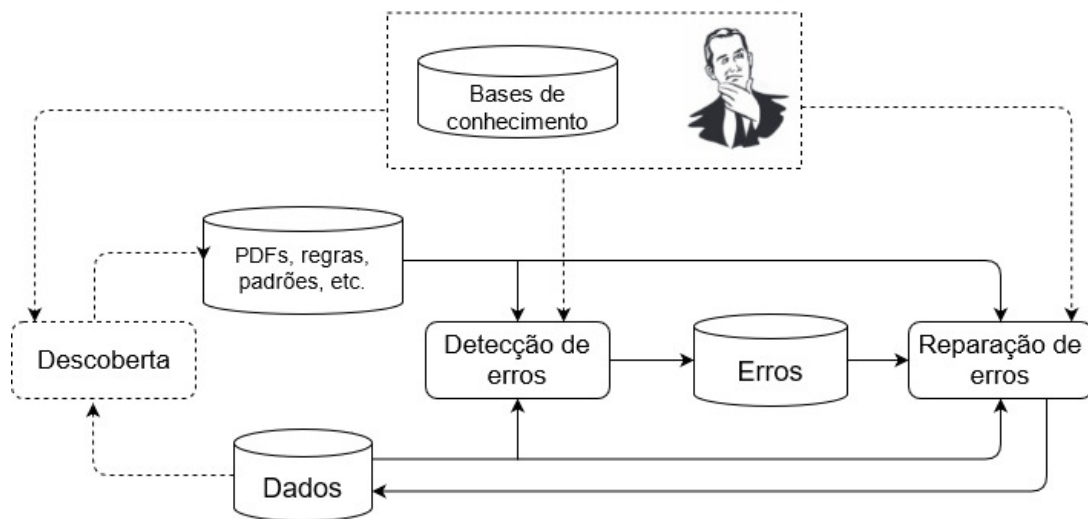 Bases de
conhecimento
PDFs, regras,
padrões, etc.
Descoberta
Detecção de
erros
Erros
Reparação de
erros
Dados